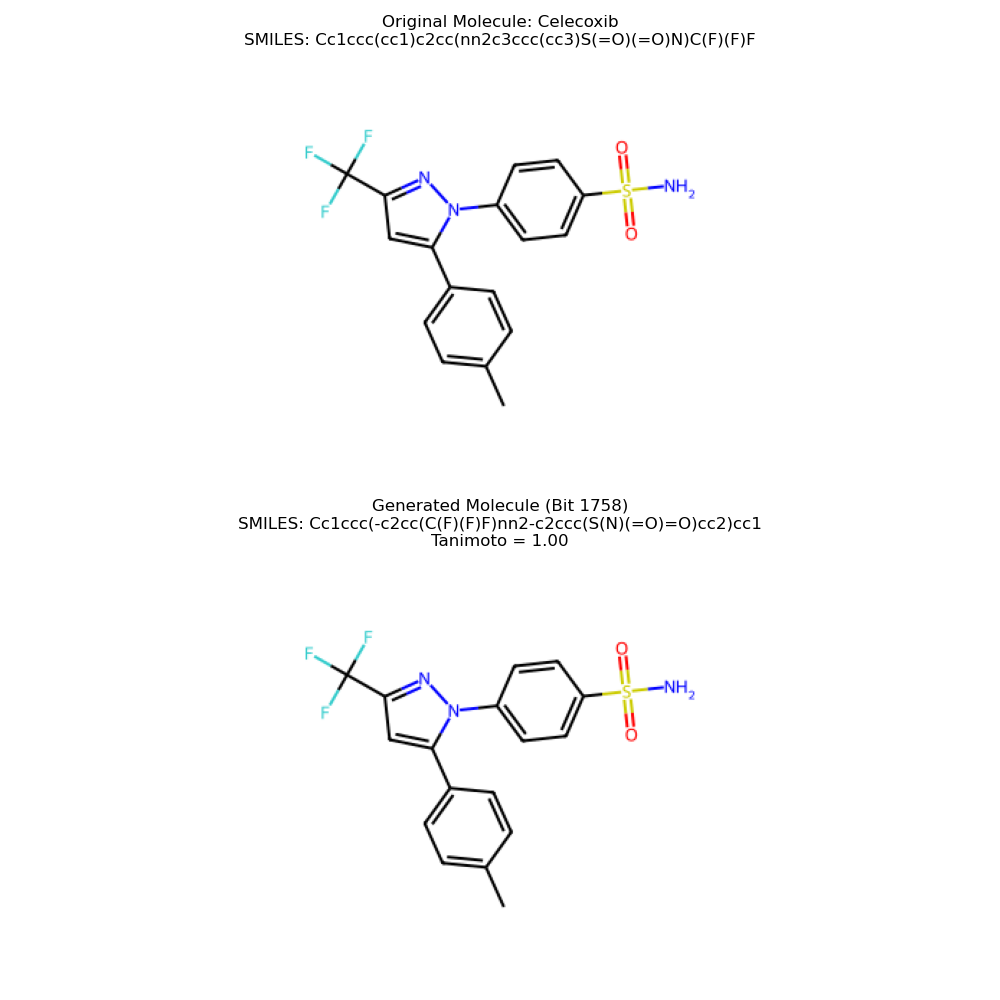 Original Molecule: Celecoxib
SMILES: Cc1ccc(cc1)c2cc(nn2c3ccc(cc3)S(=O)(=O)N)C(F)(F)F
F
F
F
N
N
O
S
NH2
O
Generated Molecule (Bit 1758)
SMILES: Cc1ccc(-c2cc(C(F)(F)F)nn2-c2ccc(S(N)(=O)=O)cc2)cc1
Tanimoto = 1.00
F
F
F
N
N
O
S
NH2
O